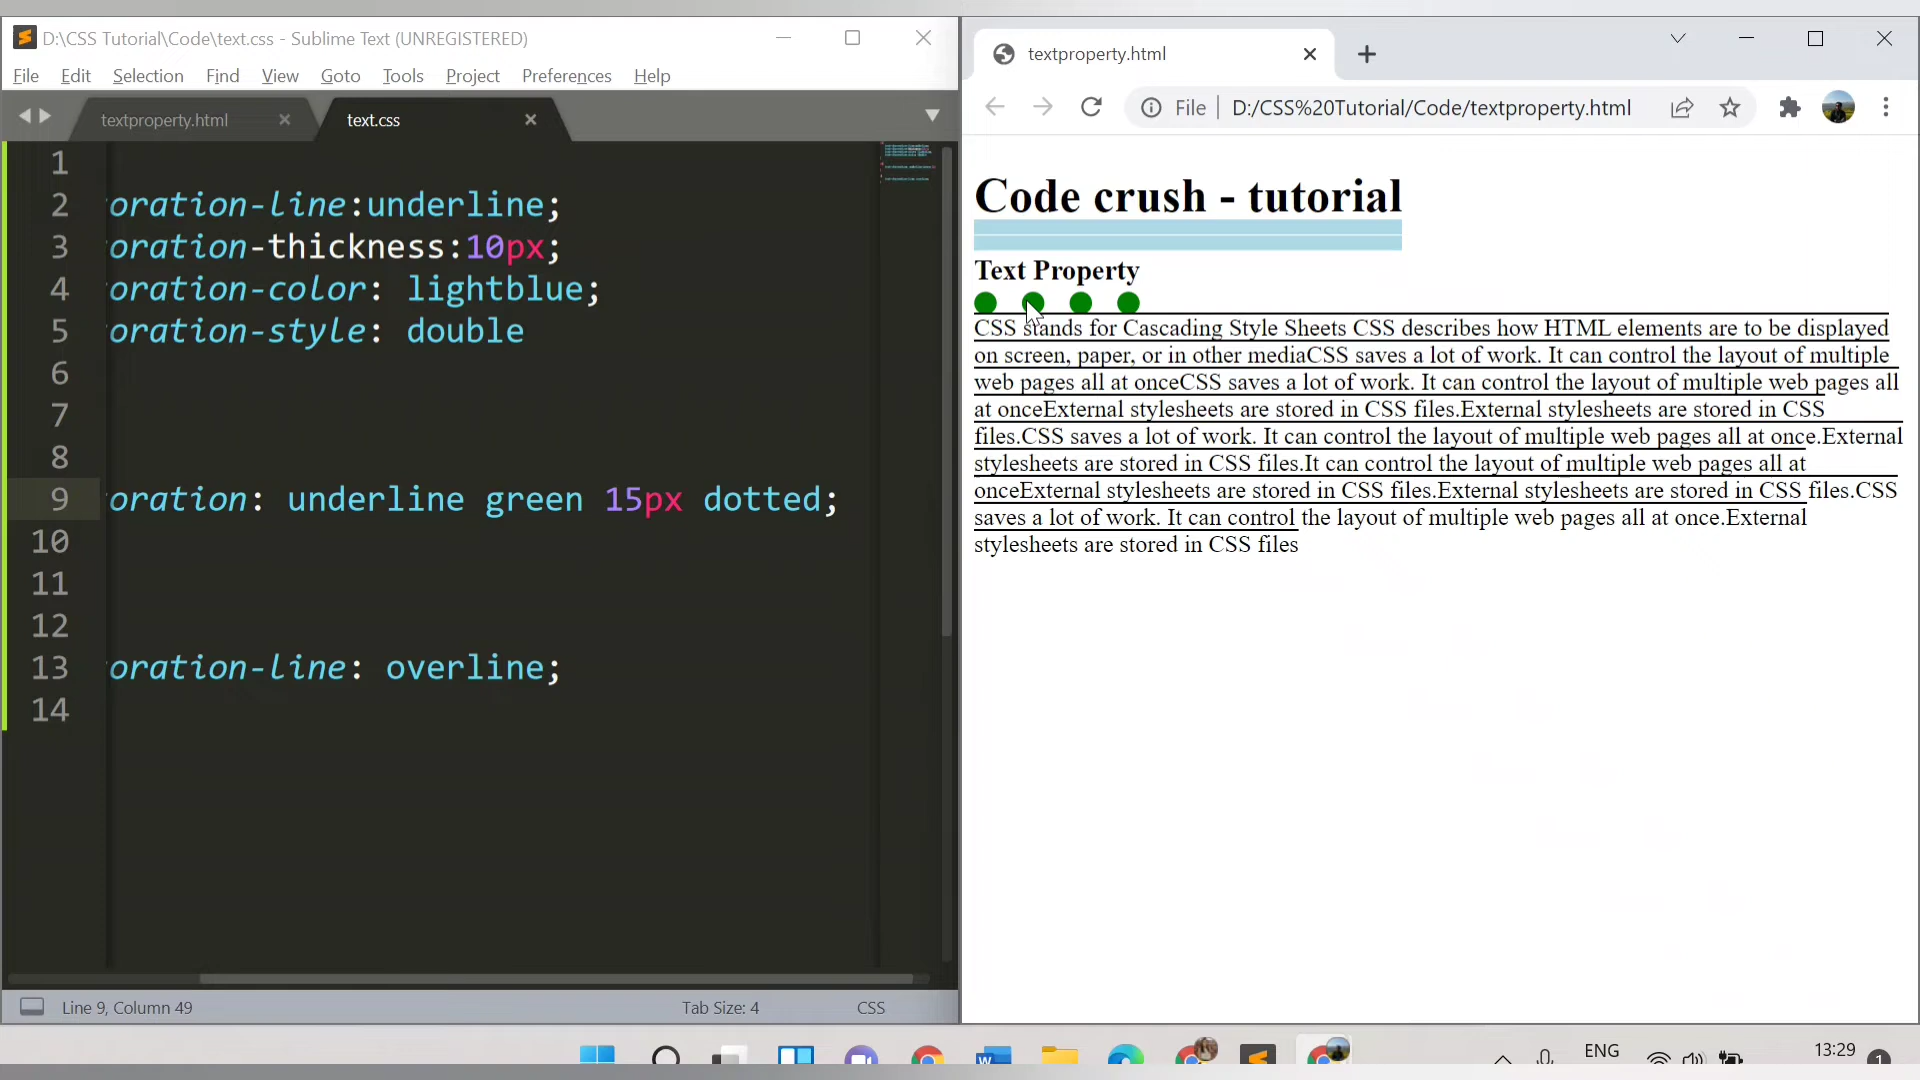 D:\CSS Tutorial\Code\text.css - Sublime Text (UNREGISTERED)
File Edit Selection Find View Goto Tools Project Preferences Help
textproperty.html
text.css
1
2 oration-line:underline;
3 oration-thickness:10px;
4 oration-color: lightblue;
5 oration-style: double
6
7
8
9 oration: underline green 15px dotted;
10
11
12
13 oration-line: overline;
14
Line 9, Column 49
Tab Size: 4
CSS
textproperty.html
File D:/CSS%20Tutorial/Code/textproperty.html
Code crush - tutorial
Text Property
CSS stands for Cascading Style Sheets CSS describes how HTML elements are to be displayed
on screen, paper, or in other mediaCSS saves a lot of work. It can control the layout of multiple
web pages all at onceCSS saves a lot of work. It can control the layout of multiple web pages all
at onceExternal stylesheets are stored in CSS files.External stylesheets are stored in CSS
files.CSS saves a lot of work. It can control the layout of multiple web pages all at once.External
stylesheets are stored in CSS files.It can control the layout of multiple web pages all at
onceExternal stylesheets are stored in CSS files.External stylesheets are stored in CSS files.CSS
saves a lot of work. It can control the layout of multiple web pages all at once.External
stylesheets are stored in CSS files
ENG
13:29
1